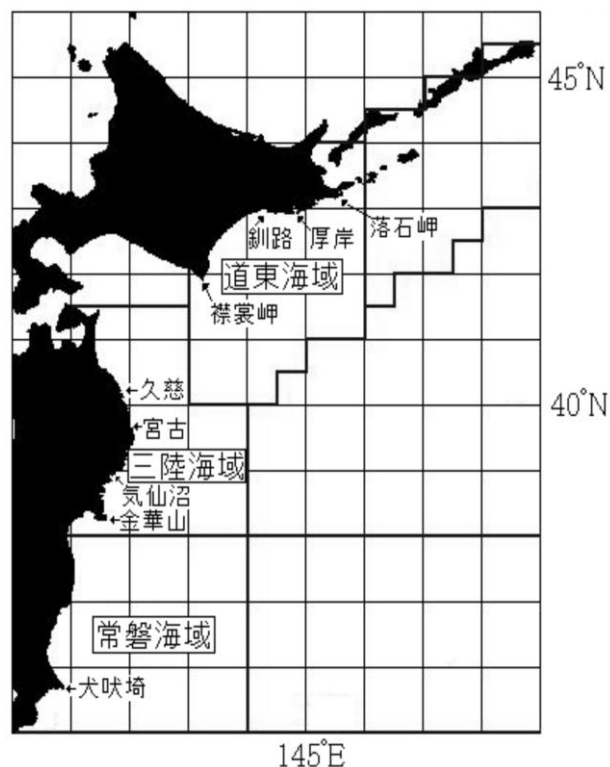 45°N
釧路
厚岸
落石岬
道東海域
襟裳岬
久慈
40°N
宮古
三陸海域
気仙沼
金華山
常磐海域
犬吠埼
145°E